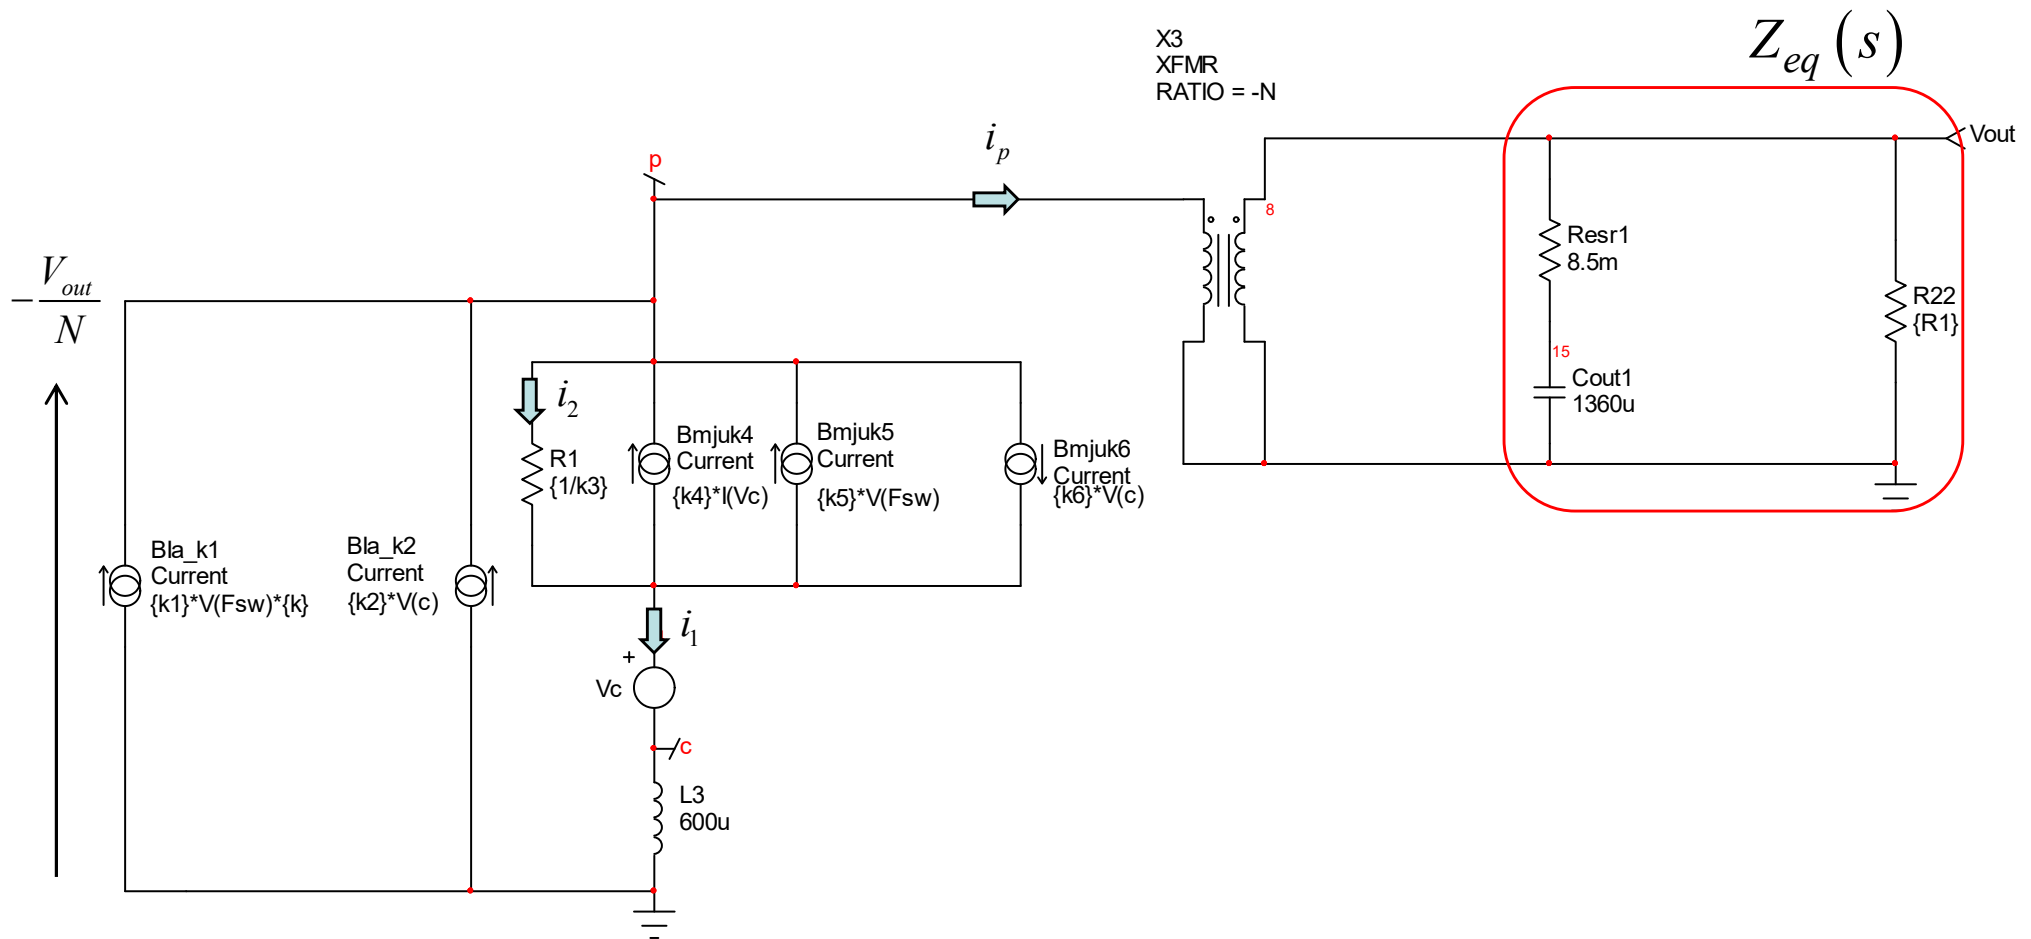 Z_eq (s)
X3
XFMR
RATIO = -N
Vout
p
i_p
8
Resr1
8.5m
R22
{R1}
15
Cout1
1360u
-V_out/N
i_2
R1
{1/k3}
Bmjuk4
Current
{k4}*I(Vc)
Bmjuk5
Current
{k5}*V(Fsw)
Bmjuk6
Current
{k6}*V(c)
Bla_k1
Current
{k1}*V(Fsw)*{k}
Bla_k2
Current
{k2}*V(c)
i_1
+
Vc
c
L3
600u